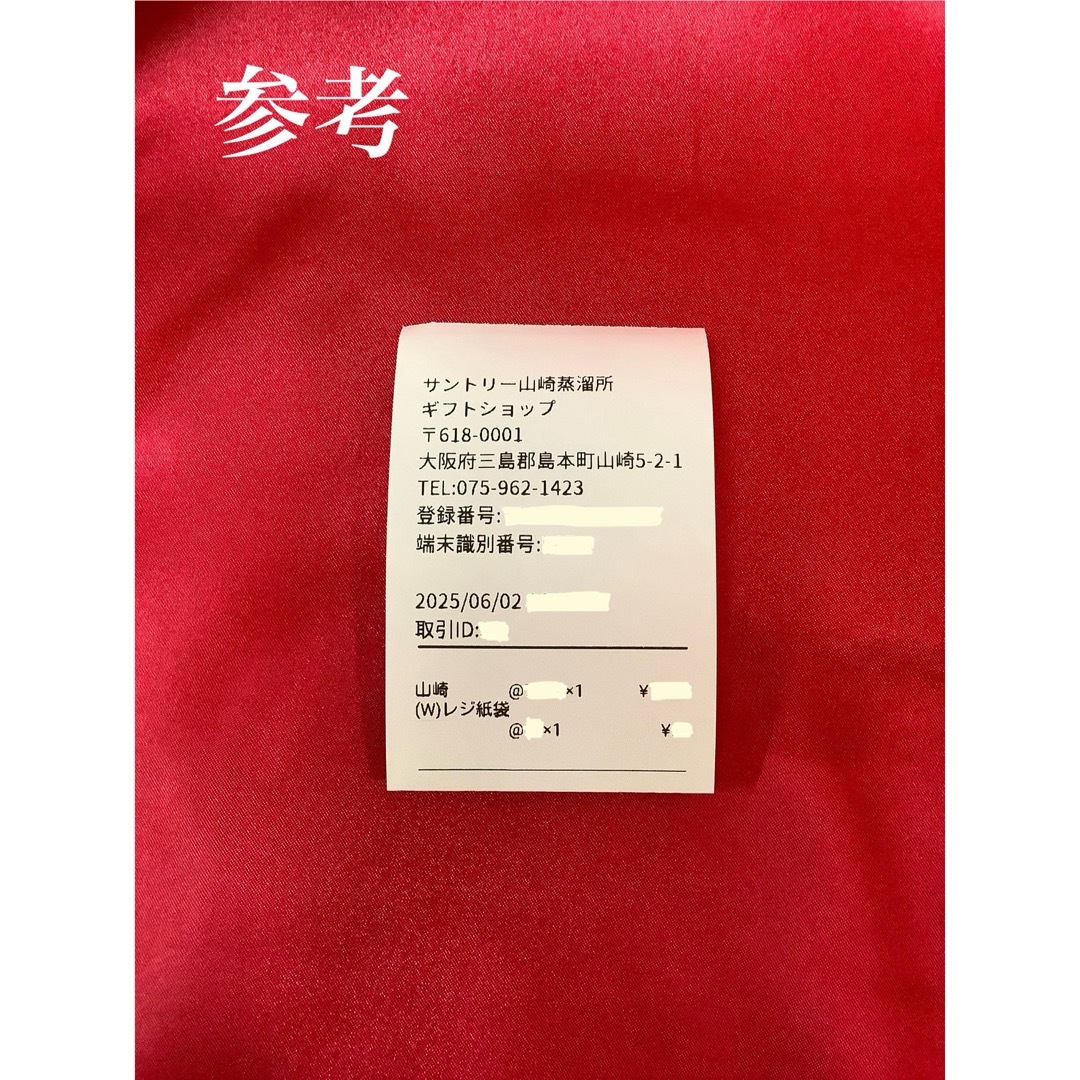 参考
サントリー山崎蒸溜所
ギフトショップ
〒618-0001
大阪府三島郡島本町山崎5-2-1
TEL:075-962-1423
登録番号:
端末識別番号:
2025/06/02
取引ID:
山崎 @ ×1 ¥
(W)レジ紙袋
@ ×1 ¥